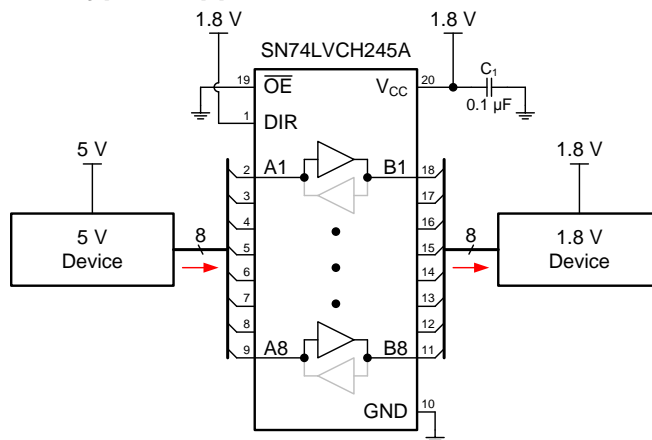 1.8 V
1.8 V
SN74LVCH245A
19
OE
VCC
20
C1
0.1 µF
1
DIR
5 V
1.8 V
2
A1
B1
18
3
17
4
16
5 V
Device
8
5
15
8
1.8 V
Device
6
14
7
13
8
12
9
A8
B8
11
GND
10